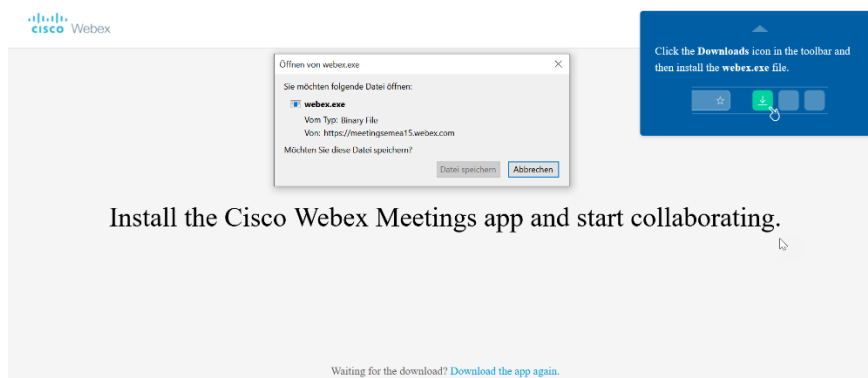 CISCO Webex
Click the Downloads icon in the toolbar and
then install the webex.exe file.
Öffnen von webex.exe
Sie möchten folgende Datei öffnen:
webex.exe
Vom Typ: Binary File
Von: https://meetingsemea15.webex.com
Möchten Sie diese Datei speichern?
Datei speichern Abbrechen
Install the Cisco Webex Meetings app and start collaborating.
Waiting for the download? Download the app again.